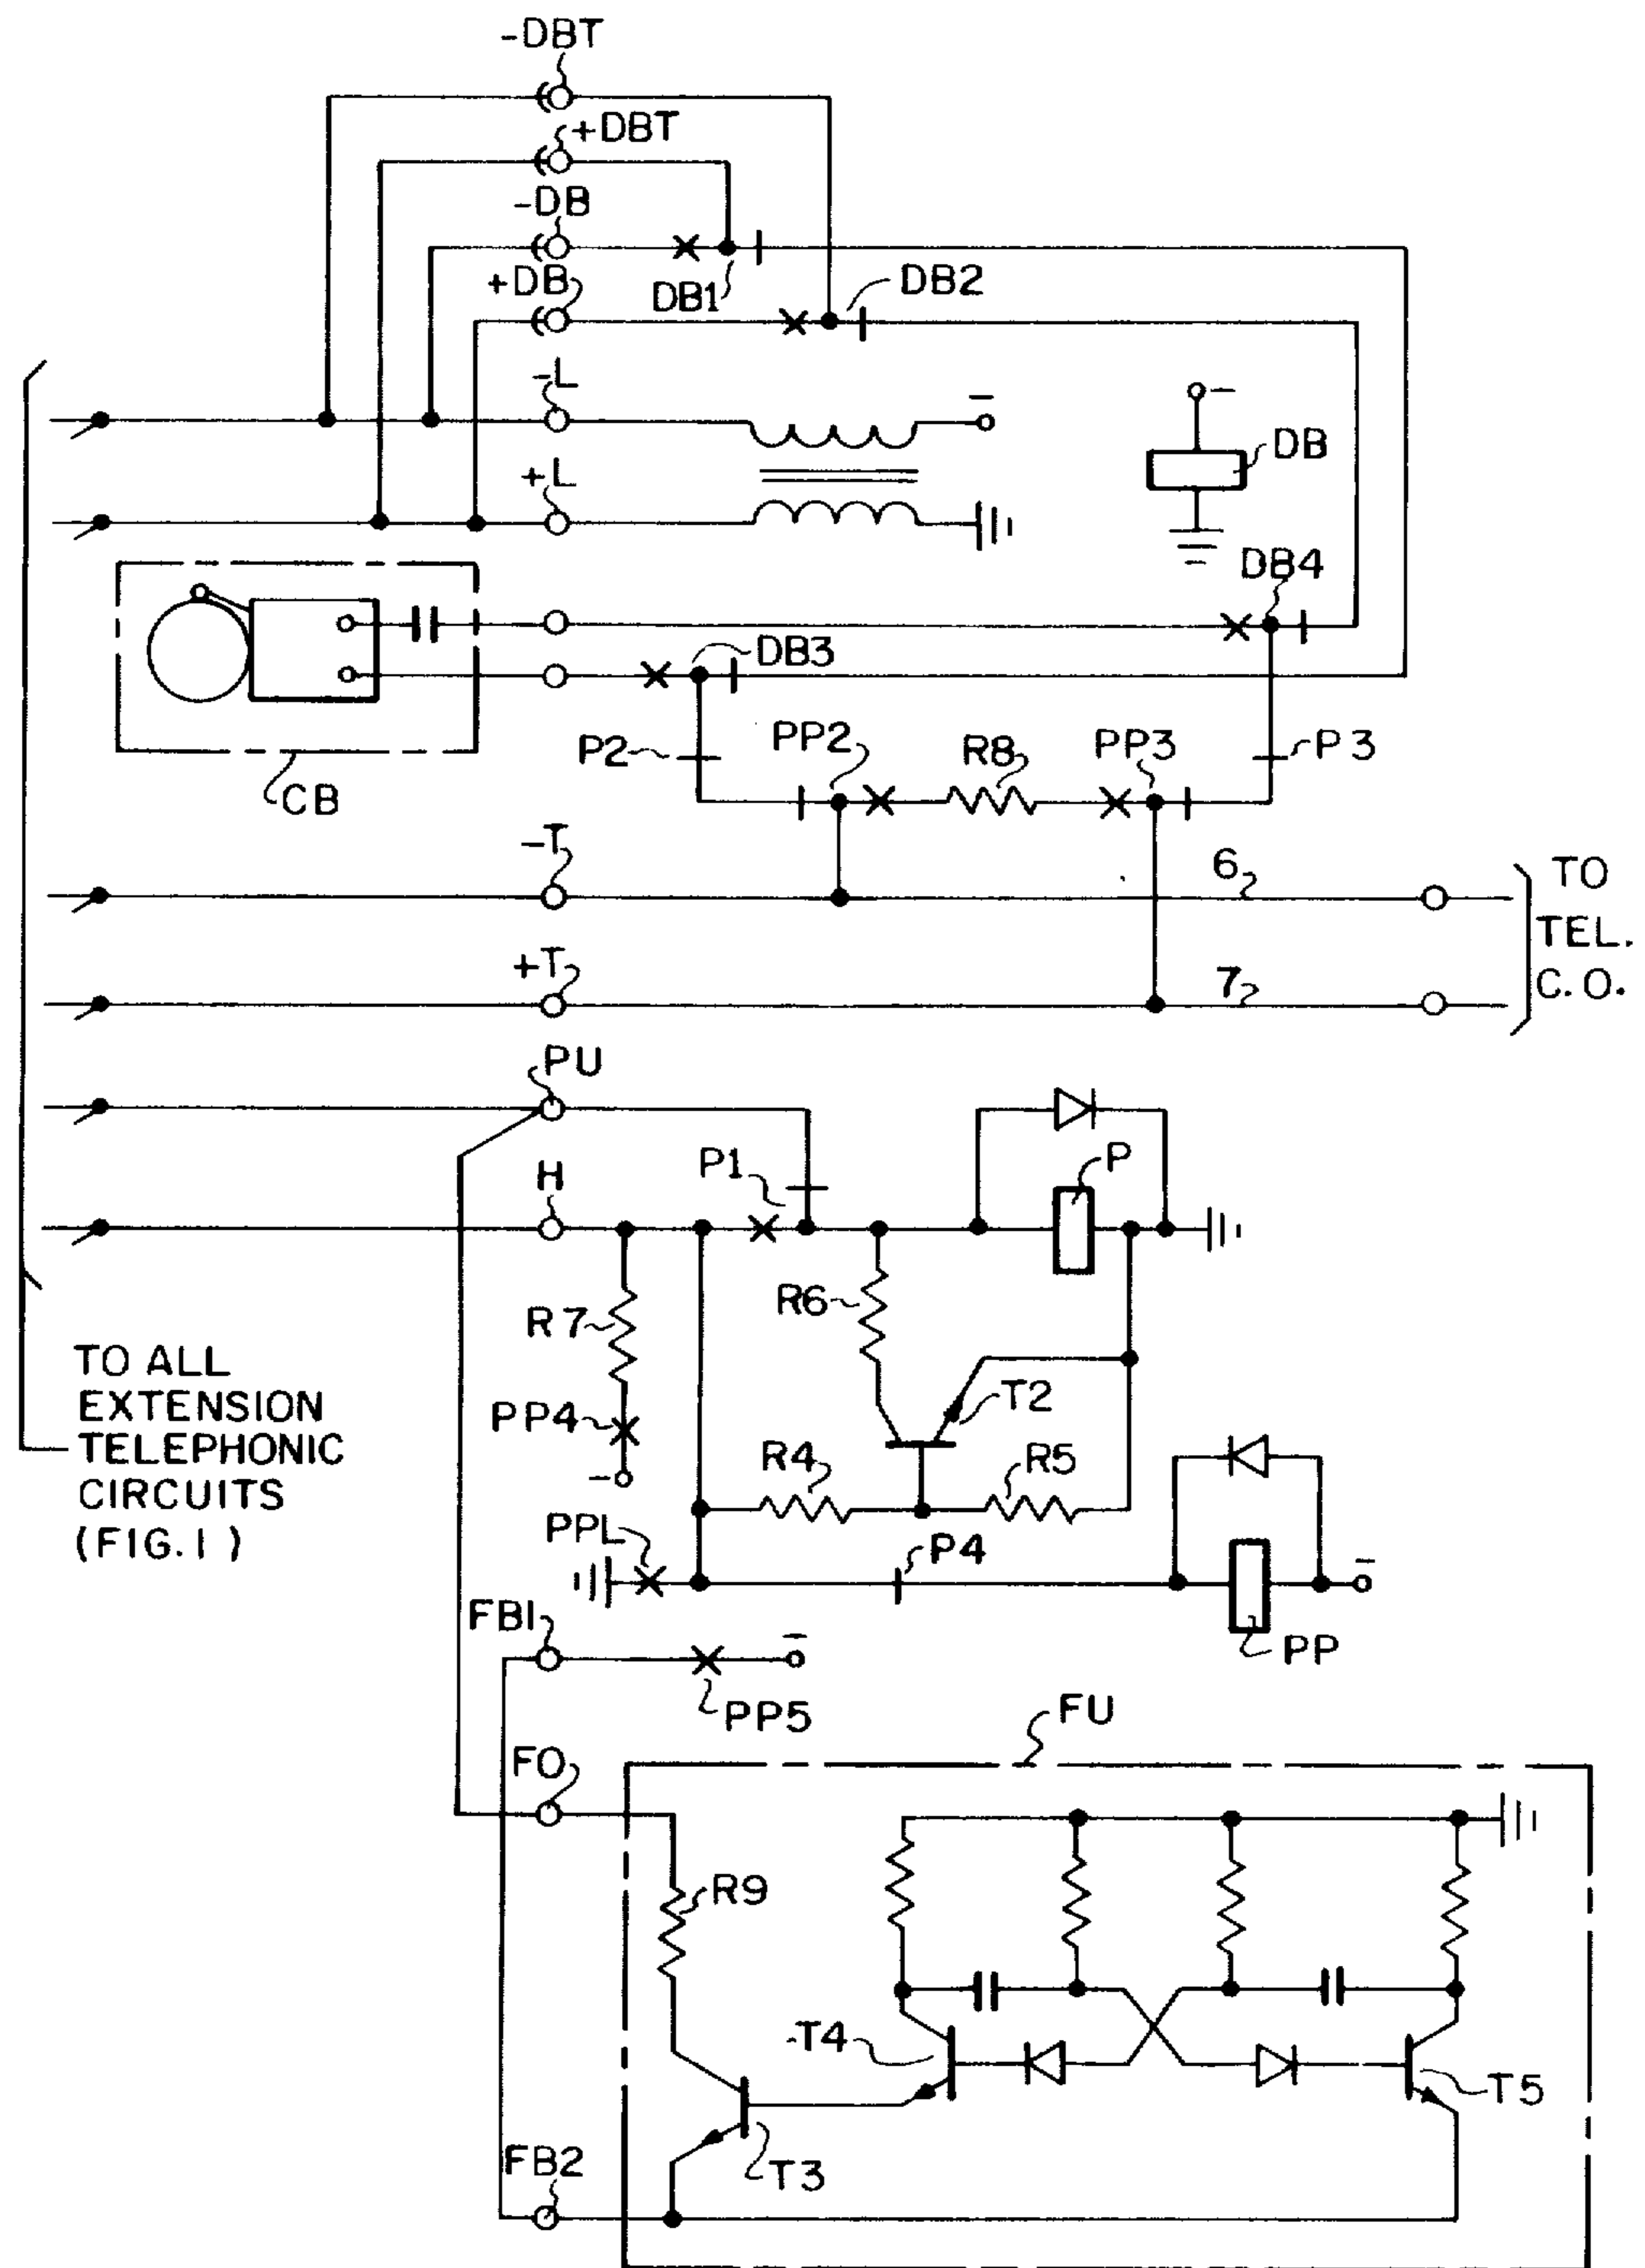 -DBT
+DBT
-DB
DB1
+DB
DB2
-L
-
-
DB
+L
DB4
DB3
P2
PP2
R8
PP3
P3
CB
-T
6
TO
TEL.
C.O.
+T
7
PU
P1
P
H
R6
R7
T2
PP4
-
R4
R5
TO ALL
EXTENSION
TELEPHONIC
CIRCUITS
(FIG.1)
PPL
P4
-
PP
FB1
-
PP5
FU
FO
R9
T4
T5
T3
FB2